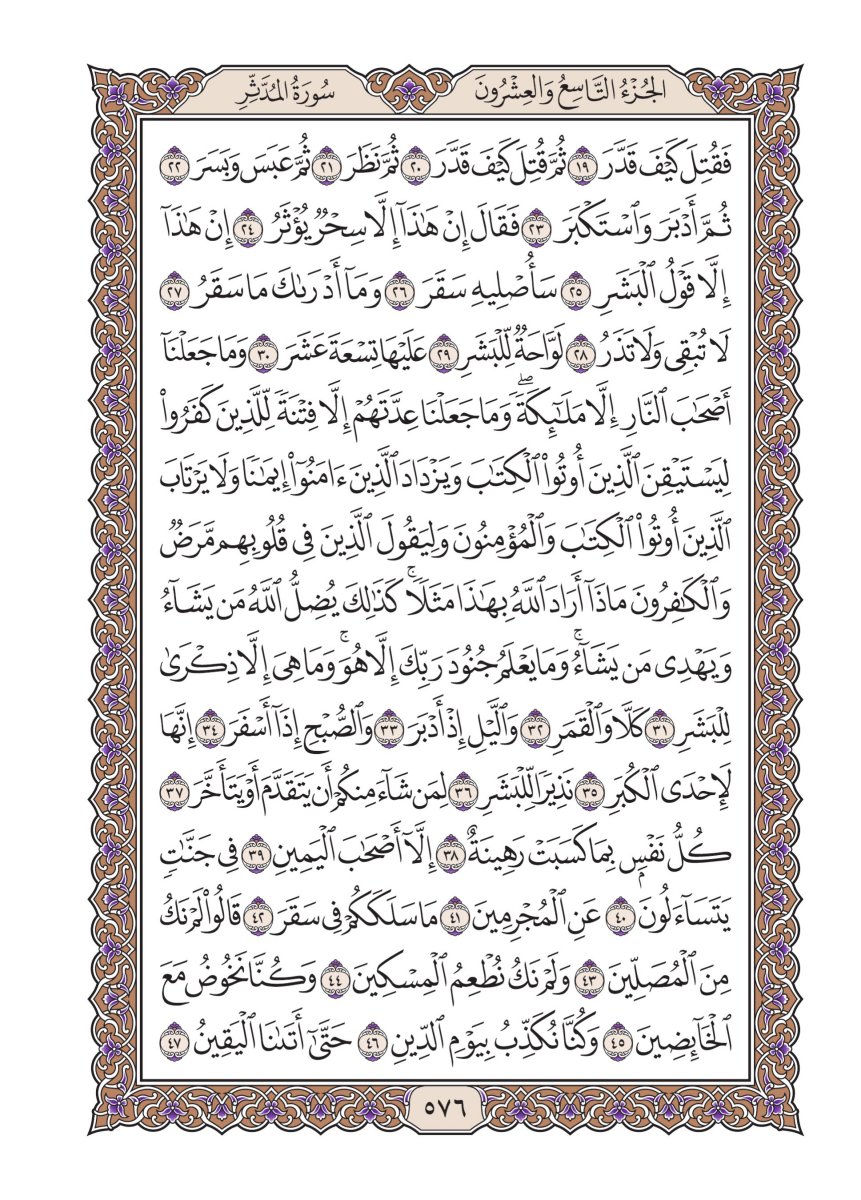 الجُزْءُ التَّاسِعُ وَالعِشْرُونَ
سُورَةُ المُدَّثِّرِ
فَقُتِلَ كَيْفَ قَدَّرَ ١٩ ثُمَّ قُتِلَ كَيْفَ قَدَّرَ ٢٠ ثُمَّ نَظَرَ ٢١ ثُمَّ عَبَسَ وَبَسَرَ ٢٢
ثُمَّ أَدْبَرَ وَٱسْتَكْبَرَ ٢٣ فَقَالَ إِنْ هَٰذَآ إِلَّا سِحْرٌ يُؤْثَرُ ٢٤ إِنْ هَٰذَآ
إِلَّا قَوْلُ ٱلْبَشَرِ ٢٥ سَأُصْلِيهِ سَقَرَ ٢٦ وَمَآ أَدْرَىٰكَ مَا سَقَرُ ٢٧
لَا تُبْقِى وَلَا تَذَرُ ٢٨ لَوَّاحَةٌ لِّلْبَشَرِ ٢٩ عَلَيْهَا تِسْعَةَ عَشَرَ ٣٠ وَمَا جَعَلْنَآ
أَصْحَٰبَ ٱلنَّارِ إِلَّا مَلَٰٓئِكَةً ۖ وَمَا جَعَلْنَا عِدَّتَهُمْ إِلَّا فِتْنَةً لِّلَّذِينَ كَفَرُوا۟
لِيَسْتَيْقِنَ ٱلَّذِينَ أُوتُوا۟ ٱلْكِتَٰبَ وَيَزْدَادَ ٱلَّذِينَ ءَامَنُوٓا۟ إِيمَٰنًا وَلَا يَرْتَابَ
ٱلَّذِينَ أُوتُوا۟ ٱلْكِتَٰبَ وَٱلْمُؤْمِنُونَ وَلِيَقُولَ ٱلَّذِينَ فِى قُلُوبِهِم مَّرَضٌ
وَٱلْكَٰفِرُونَ مَاذَآ أَرَادَ ٱللَّهُ بِهَٰذَا مَثَلًا ۚ كَذَٰلِكَ يُضِلُّ ٱللَّهُ مَن يَشَآءُ
وَيَهْدِى مَن يَشَآءُ ۚ وَمَا يَعْلَمُ جُنُودَ رَبِّكَ إِلَّا هُوَ ۚ وَمَا هِىَ إِلَّا ذِكْرَىٰ
لِلْبَشَرِ ٣١ كَلَّا وَٱلْقَمَرِ ٣٢ وَٱلَّيْلِ إِذْ أَدْبَرَ ٣٣ وَٱلصُّبْحِ إِذَآ أَسْفَرَ ٣٤ إِنَّهَا
لَإِحْدَى ٱلْكُبَرِ ٣٥ نَذِيرًا لِّلْبَشَرِ ٣٦ لِمَن شَآءَ مِنكُمْ أَن يَتَقَدَّمَ أَوْ يَتَأَخَّرَ ٣٧
كُلُّ نَفْسٍۭ بِمَا كَسَبَتْ رَهِينَةٌ ٣٨ إِلَّآ أَصْحَٰبَ ٱلْيَمِينِ ٣٩ فِى جَنَّٰتٍ
يَتَسَآءَلُونَ ٤٠ عَنِ ٱلْمُجْرِمِينَ ٤١ مَا سَلَكَكُمْ فِى سَقَرَ ٤٢ قَالُوا۟ لَمْ نَكُ
مِنَ ٱلْمُصَلِّينَ ٤٣ وَلَمْ نَكُ نُطْعِمُ ٱلْمِسْكِينَ ٤٤ وَكُنَّا نَخُوضُ مَعَ
ٱلْخَآئِضِينَ ٤٥ وَكُنَّا نُكَذِّبُ بِيَوْمِ ٱلدِّينِ ٤٦ حَتَّىٰٓ أَتَىٰنَا ٱلْيَقِينُ ٤٧
٥٧٦